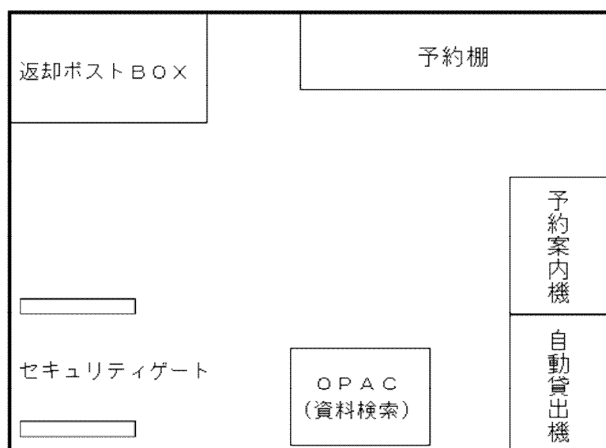 返却ポストＢＯＸ
予約棚
予約案内機
自動貸出機
セキュリティゲート
ＯＰＡＣ
（資料検索）